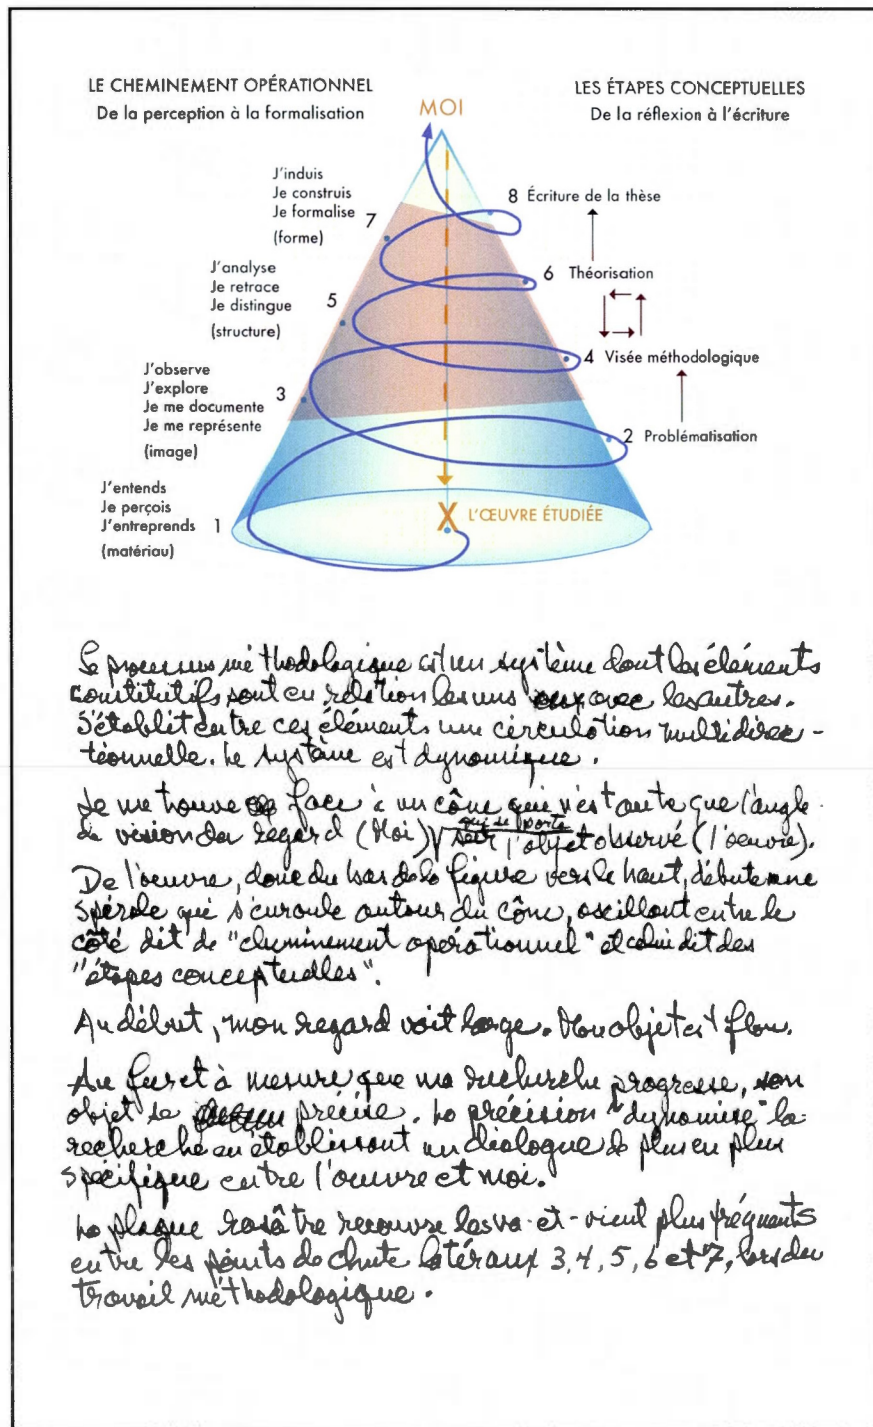 LE CHEMINEMENT OPÉRATIONNEL
De la perception à la formalisation
LES ÉTAPES CONCEPTUELLES
De la réflexion à l'écriture
MOI
J'induis
Je construis
Je formalise
(forme)
7
8 Écriture de la thèse
J'analyse
Je retrace
Je distingue
(structure)
5
6 Théorisation
J'observe
J'explore
Je me documente
Je me représente
(image)
3
4 Visée méthodologique
2 Problématisation
J'entends
Je perçois
J'entreprends
(matériau)
1
X L'ŒUVRE ÉTUDIÉE
Le processus méthodologique est un système dont les éléments
constitutifs sont en relation les uns avec les autres.
S'établit entre ces éléments une circulation multidirec-
tionnelle. Le système est dynamique.
Je me trouve face à un cône qui n'est autre que l'angle
de vision du regard (Moi) qui se porte sur l'objet observé (l'oeuvre).
De l'oeuvre, donc du bas de la figure vers le haut, débute une
spirale qui s'enroule autour du cône, oscillant entre le
côté dit de "cheminement opérationnel" et celui dit des
"étapes conceptuelles".
Au début, mon regard voit large. Mon objet est flou.
Au fur et à mesure que ma recherche progresse, son
objet se précise. La précision "dynamise" la
recherche en établissant un dialogue de plus en plus
spécifique entre l'oeuvre et moi.
La plaque rosâtre recouvre les va-et-vient plus fréquents
entre les points de chute latéraux 3, 4, 5, 6 et 7, lors du
travail méthodologique.